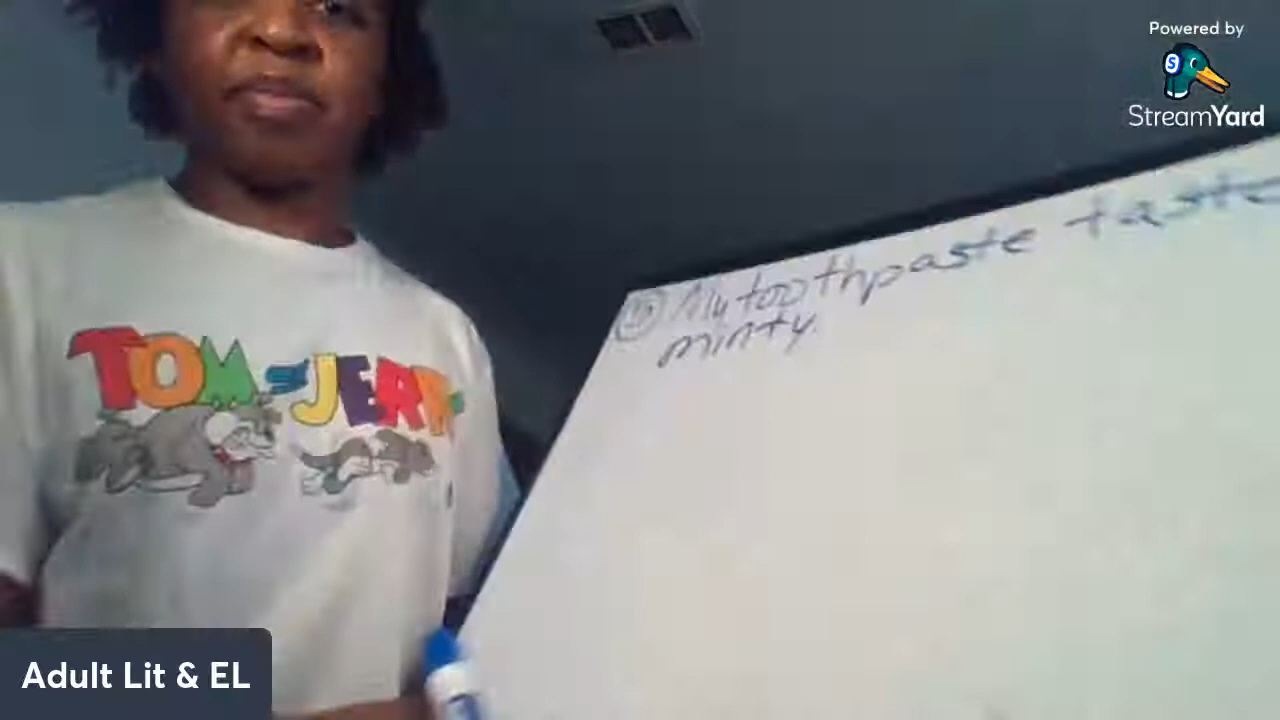 Powered by
StreamYard
My toothpaste taste
minty.
TOM
JERRY
Adult Lit & EL